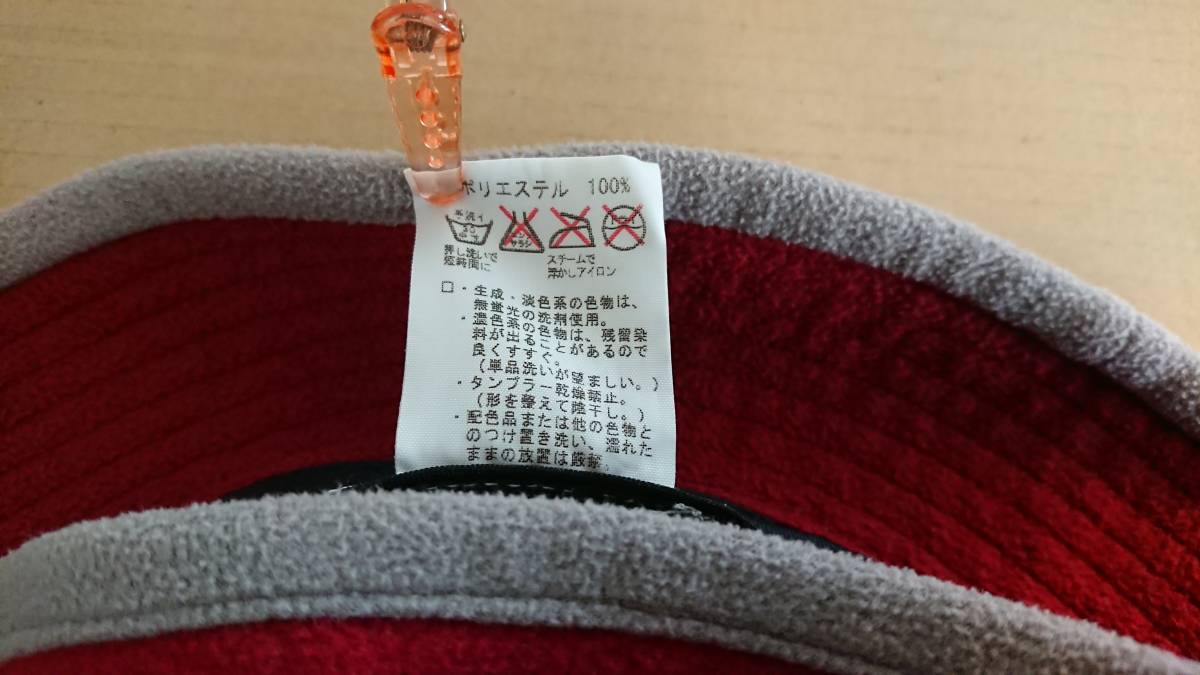 ポリエステル 100%
手洗イ
30
中性
エンソ
サラシ
押し洗いで
短時間に
スチームで
浮かしアイロン
□・生成・淡色系の色物は、
無蛍光の洗剤使用。
・濃色系の色物は、残留染
料が出ることがあるので
良くすすぐ。
（単品洗いが望ましい。）
・タンブラー乾燥禁止。
（形を整えて陰干し。）
・配色品または他の色物と
のつけ置き洗い、濡れた
ままの放置は厳禁。